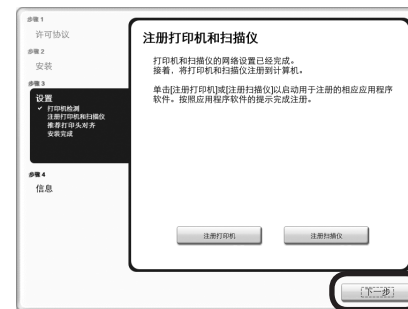 步骤 1
许可协议
步骤 2
安装
步骤 3
设置
✓ 打印机检测
注册打印机和扫描仪
推荐打印头对齐
安装完成
步骤 4
信息
注册打印机和扫描仪
打印机和扫描仪的网络设置已经完成。
接着，将打印机和扫描仪注册到计算机。
单击[注册打印机]或[注册扫描仪]以启动用于注册的相应应用程序
软件。按照应用程序软件的提示完成注册。
注册打印机
注册扫描仪
下一步